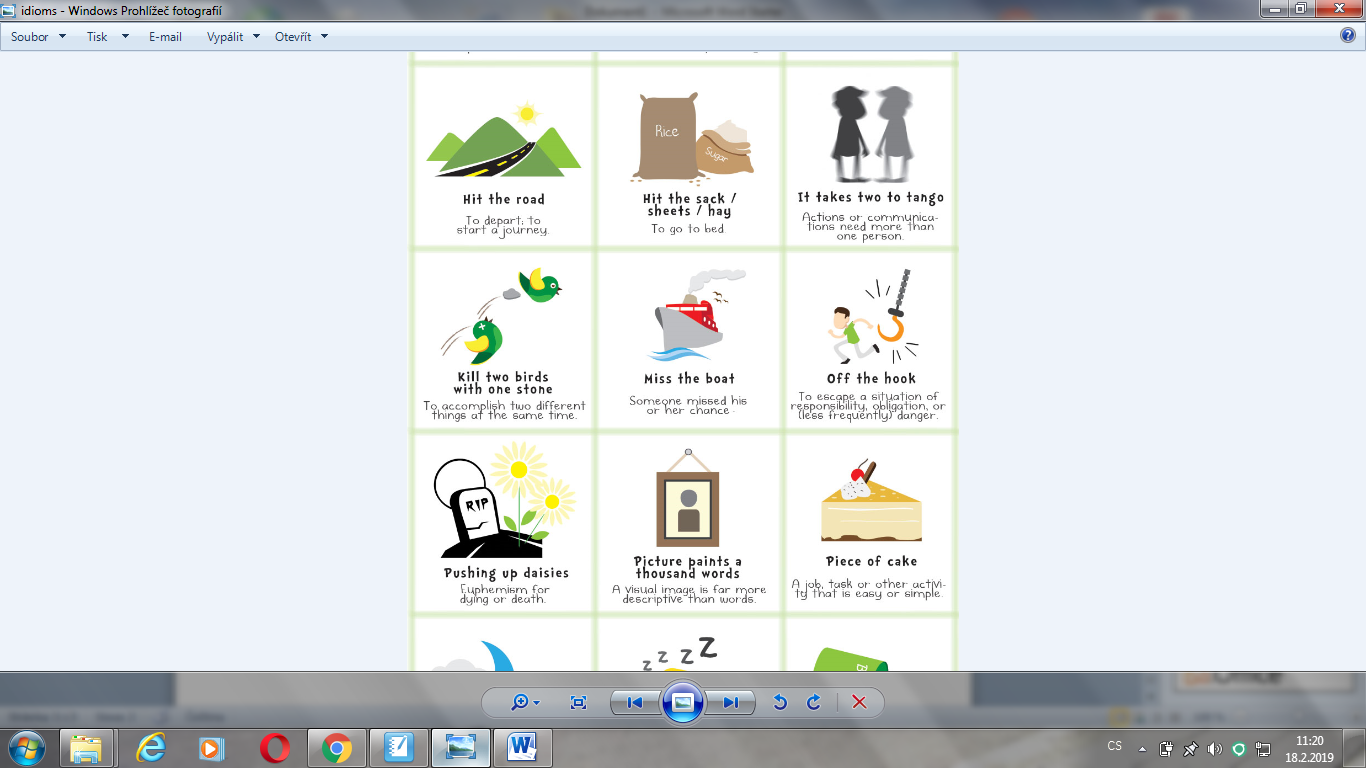 idioms - Windows Prohlížeč fotografií
Soubor Tisk E-mail Vypálit Otevřít
Rice
Sugar
Hit the road
To depart; to
start a journey.
Hit the sack /
sheets / hay
To go to bed
It takes two to tango
Actions or communica-
tions need more than
one person.
Kill two birds
with one stone
To accomplish two different
things at the same time.
Miss the boat
Someone missed his
or her chance.
Off the hook
To escape a situation of
responsibility, obligation, or
(less frequently) danger.
RIP
Pushing up daisies
Euphemism for
dying or death.
Picture paints a
thousand words
A visual image is far more
descriptive than words.
Piece of cake
A job, task or other activi-
ty that is easy or simple.
z z z z
CS
11:20
18.2.2019